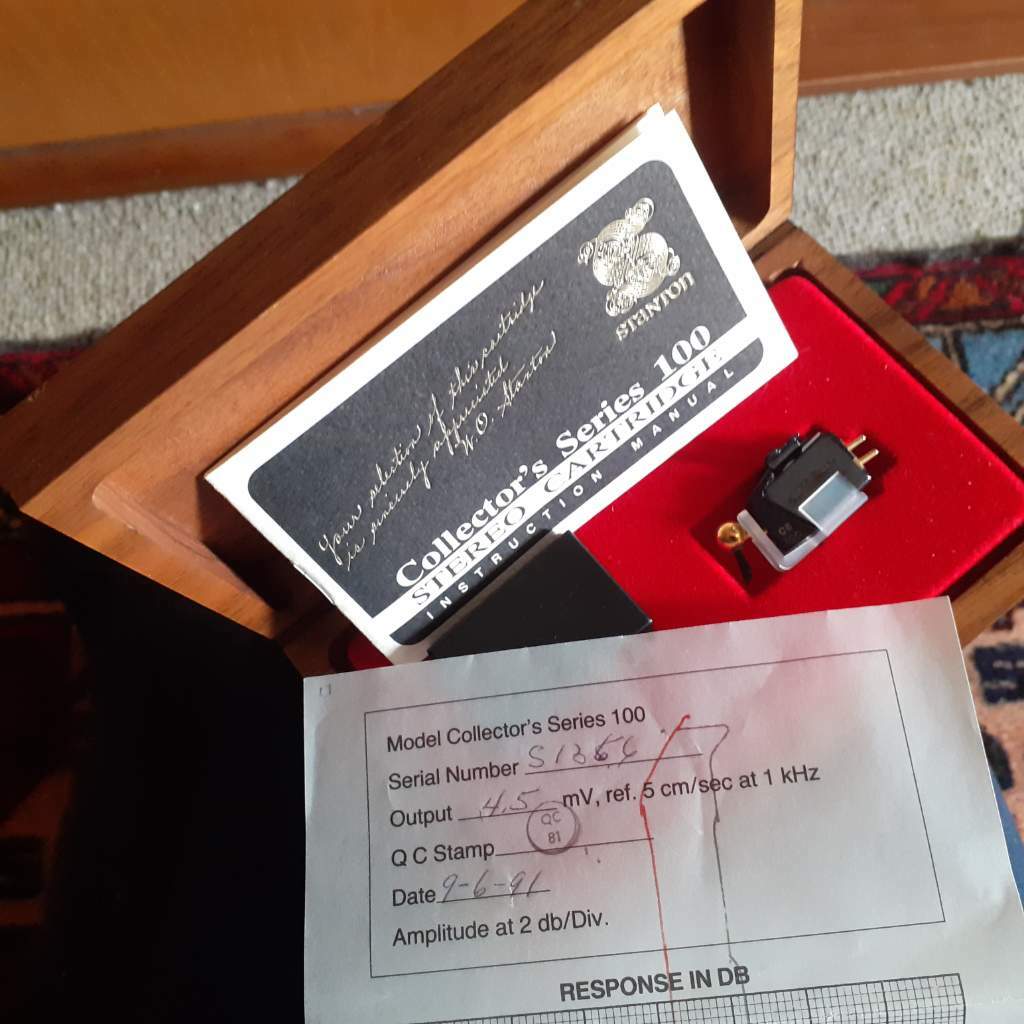 STANTON
Your selection of this cartridge
is sincerely appreciated
W.O. Stanton
Collector's Series 100
STEREO CARTRIDGE
INSTRUCTION MANUAL
CS
Model Collector's Series 100
Serial Number
Output 4.5 mV, ref. 5 cm/sec at 1 kHz
QC
81
Q C Stamp
Date 9-6-91
Amplitude at 2 db/Div.
RESPONSE IN DB